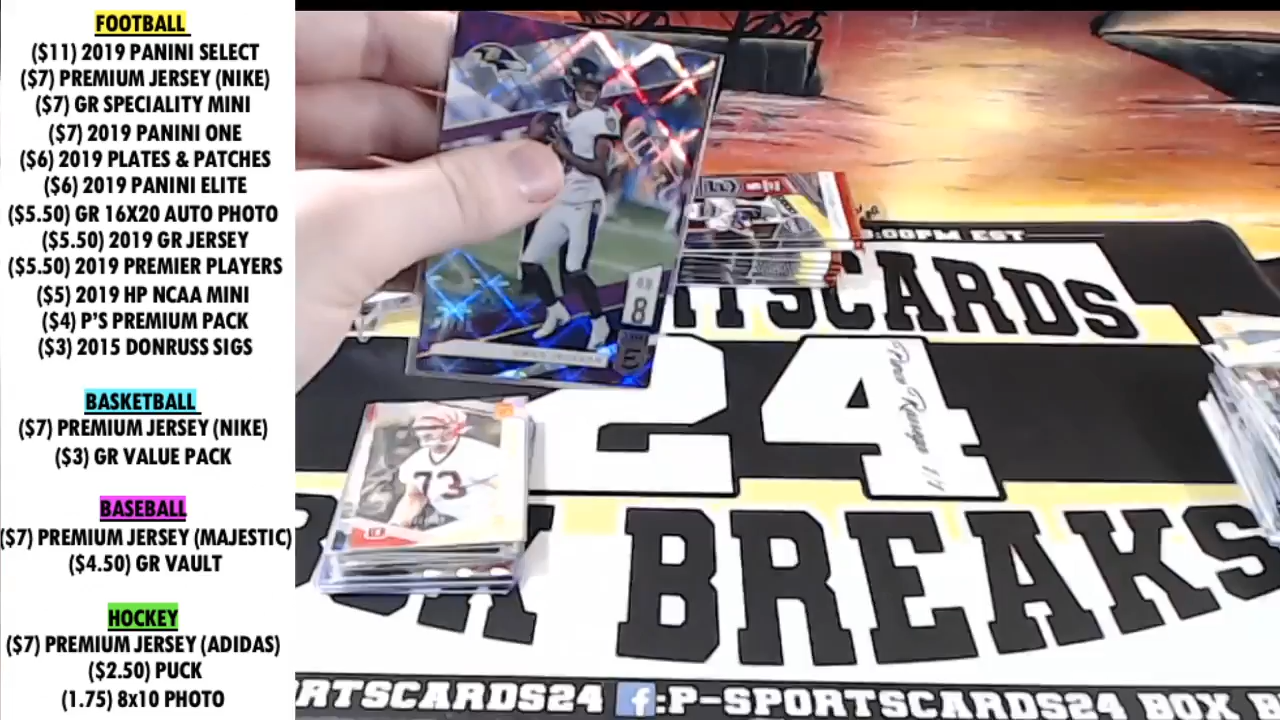 FOOTBALL
($11) 2019 PANINI SELECT
($7) PREMIUM JERSEY (NIKE)
($7) GR SPECIALITY MINI
($7) 2019 PANINI ONE
($6) 2019 PLATES & PATCHES
($6) 2019 PANINI ELITE
($5.50) GR 16X20 AUTO PHOTO
($5.50) 2019 GR JERSEY
($5.50) 2019 PREMIER PLAYERS
($5) 2019 HP NCAA MINI
($4) P'S PREMIUM PACK
($3) 2015 DONRUSS SIGS
BASKETBALL
($7) PREMIUM JERSEY (NIKE)
($3) GR VALUE PACK
BASEBALL
($7) PREMIUM JERSEY (MAJESTIC)
($4.50) GR VAULT
HOCKEY
($7) PREMIUM JERSEY (ADIDAS)
($2.50) PUCK
(1.75) 8x10 PHOTO
:00PM EST
RTSCARDS
24
8
73
BREAKS
ORTSCARDS24 f:P-SPORTSCARDS24 BOX B